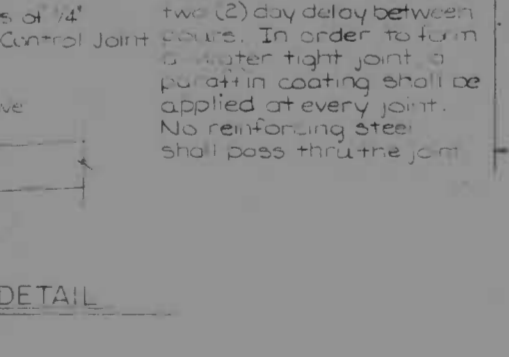 s of 1/4"
Control Joint
ve
two (2) day delay between
pours. In order to form
a water tight joint a
paraffin coating shall be
applied at every joint.
No reinforcing steel
shall pass thru the joint
DETAIL